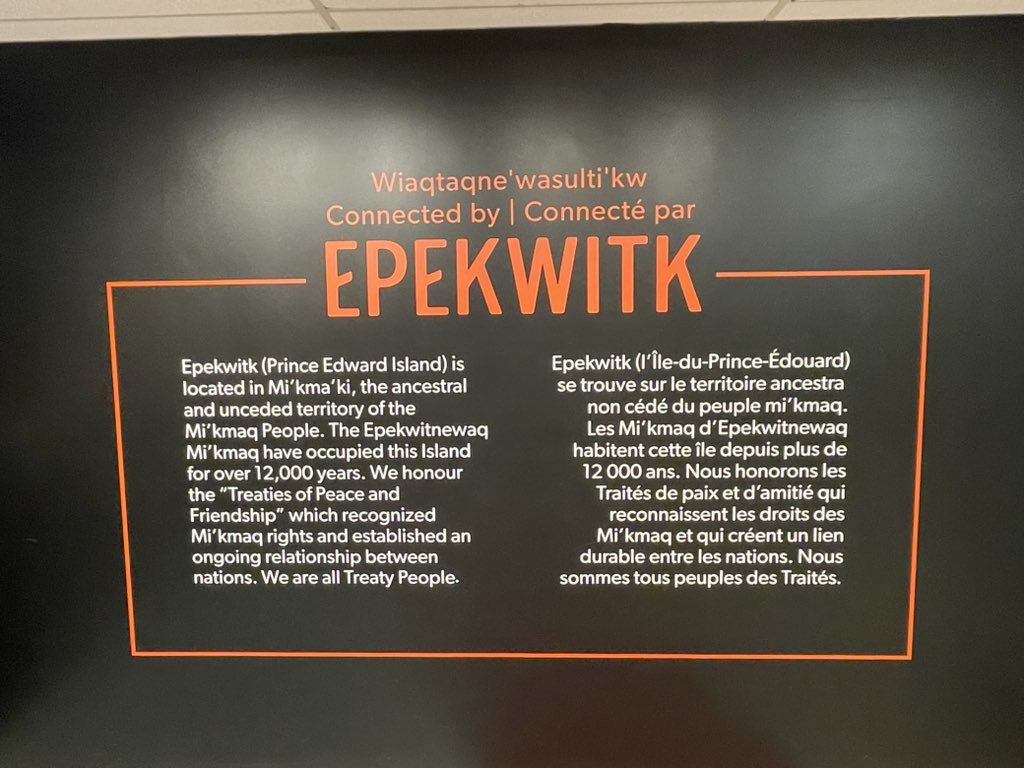 Wiaqtaqne'wasulti'kw
Connected by | Connecté par
EPEKWITK
Epekwitk (Prince Edward Island) is
located in Mi'kma'ki, the ancestral
and unceded territory of the
Mi'kmaq People. The Epekwitnewaq
Mi'kmaq have occupied this Island
for over 12,000 years. We honour
the "Treaties of Peace and
Friendship" which recognized
Mi'kmaq rights and established an
ongoing relationship between
nations. We are all Treaty People.
Epekwitk (l'Île-du-Prince-Édouard)
se trouve sur le territoire ancestra
non cédé du peuple mi'kmaq.
Les Mi'kmaq d'Epekwitnewaq
habitent cette île depuis plus de
12 000 ans. Nous honorons les
Traités de paix et d'amitié qui
reconnaissent les droits des
Mi'kmaq et qui créent un lien
durable entre les nations. Nous
sommes tous peuples des Traités.